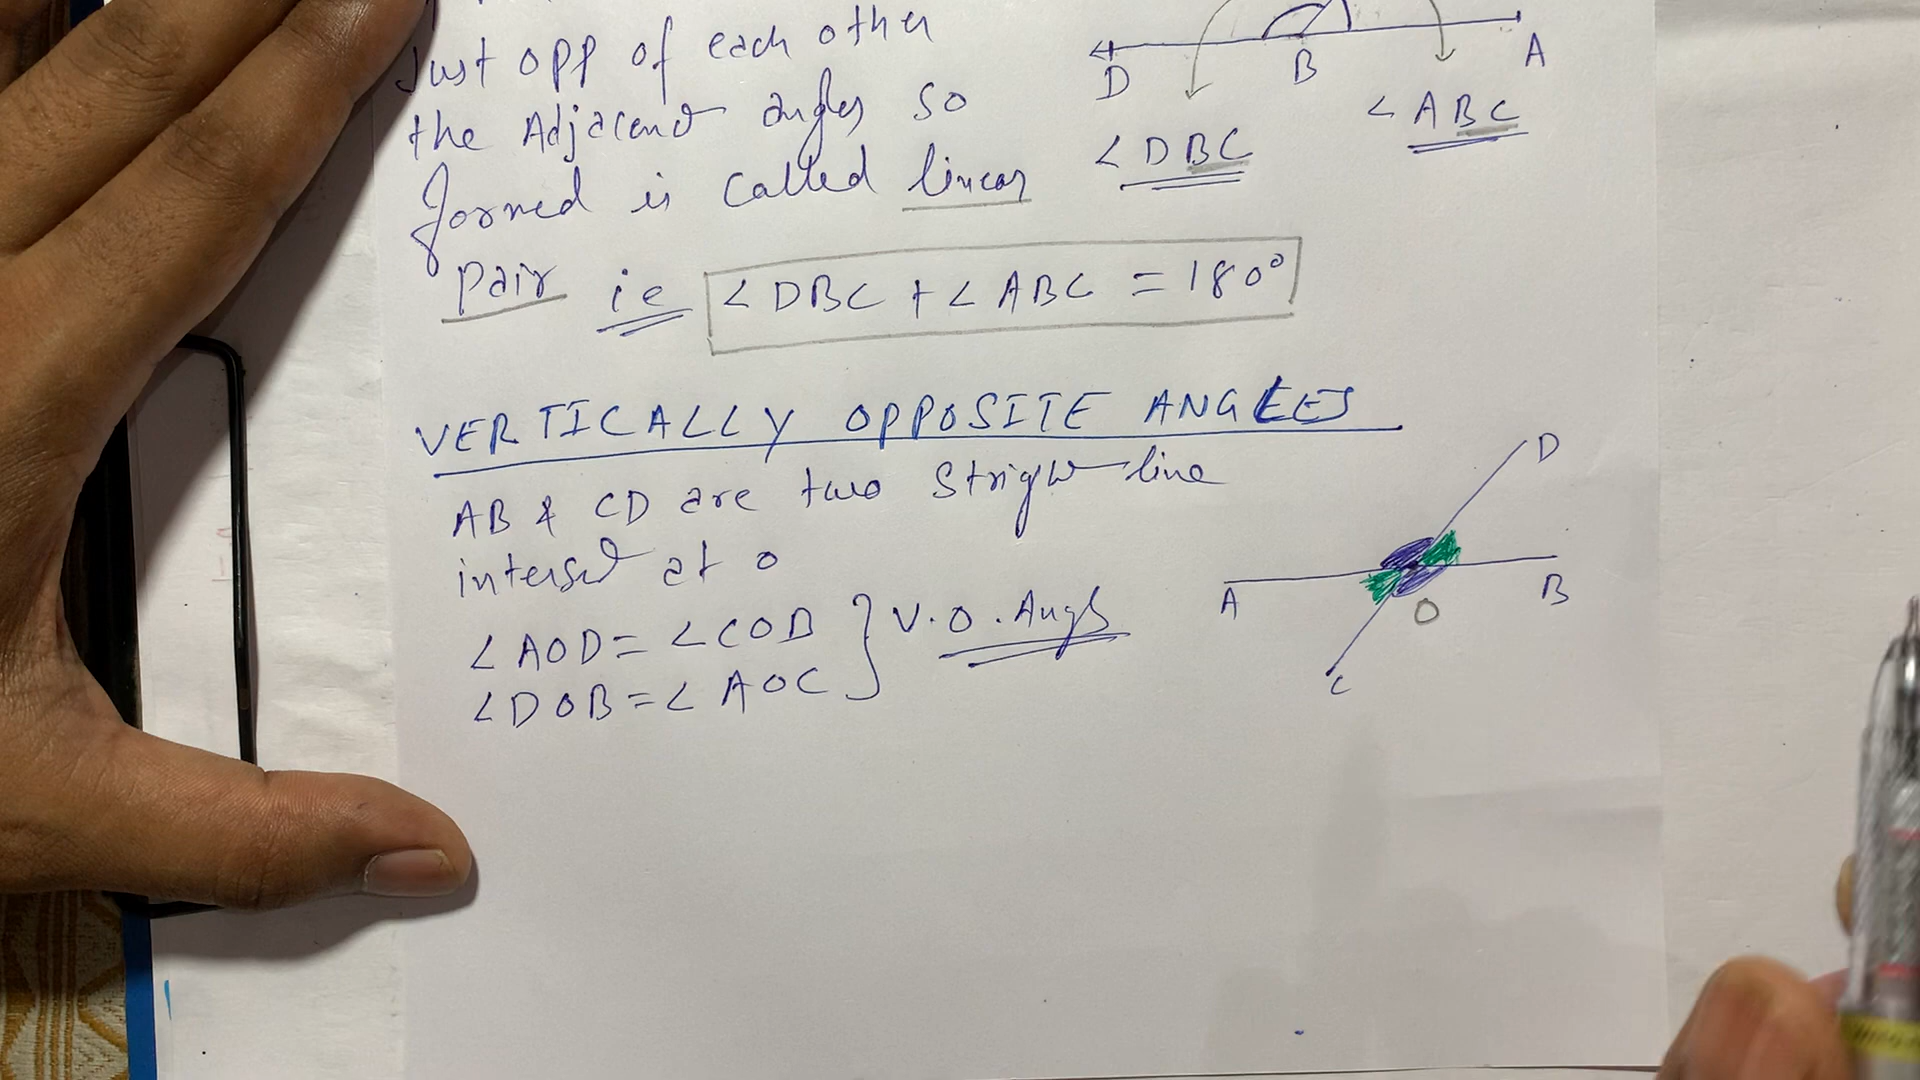 Just opp of each other
the Adjacent angles so
formed is called linear
pair ie ∠DBC + ∠ABC = 180°
D B A
∠DBC
∠ABC
VERTICALLY OPPOSITE ANGLES
AB & CD are two Stright line
intersect at O
∠AOD = ∠COB } V.O. Angls
∠DOB = ∠AOC
D
A B
O
C